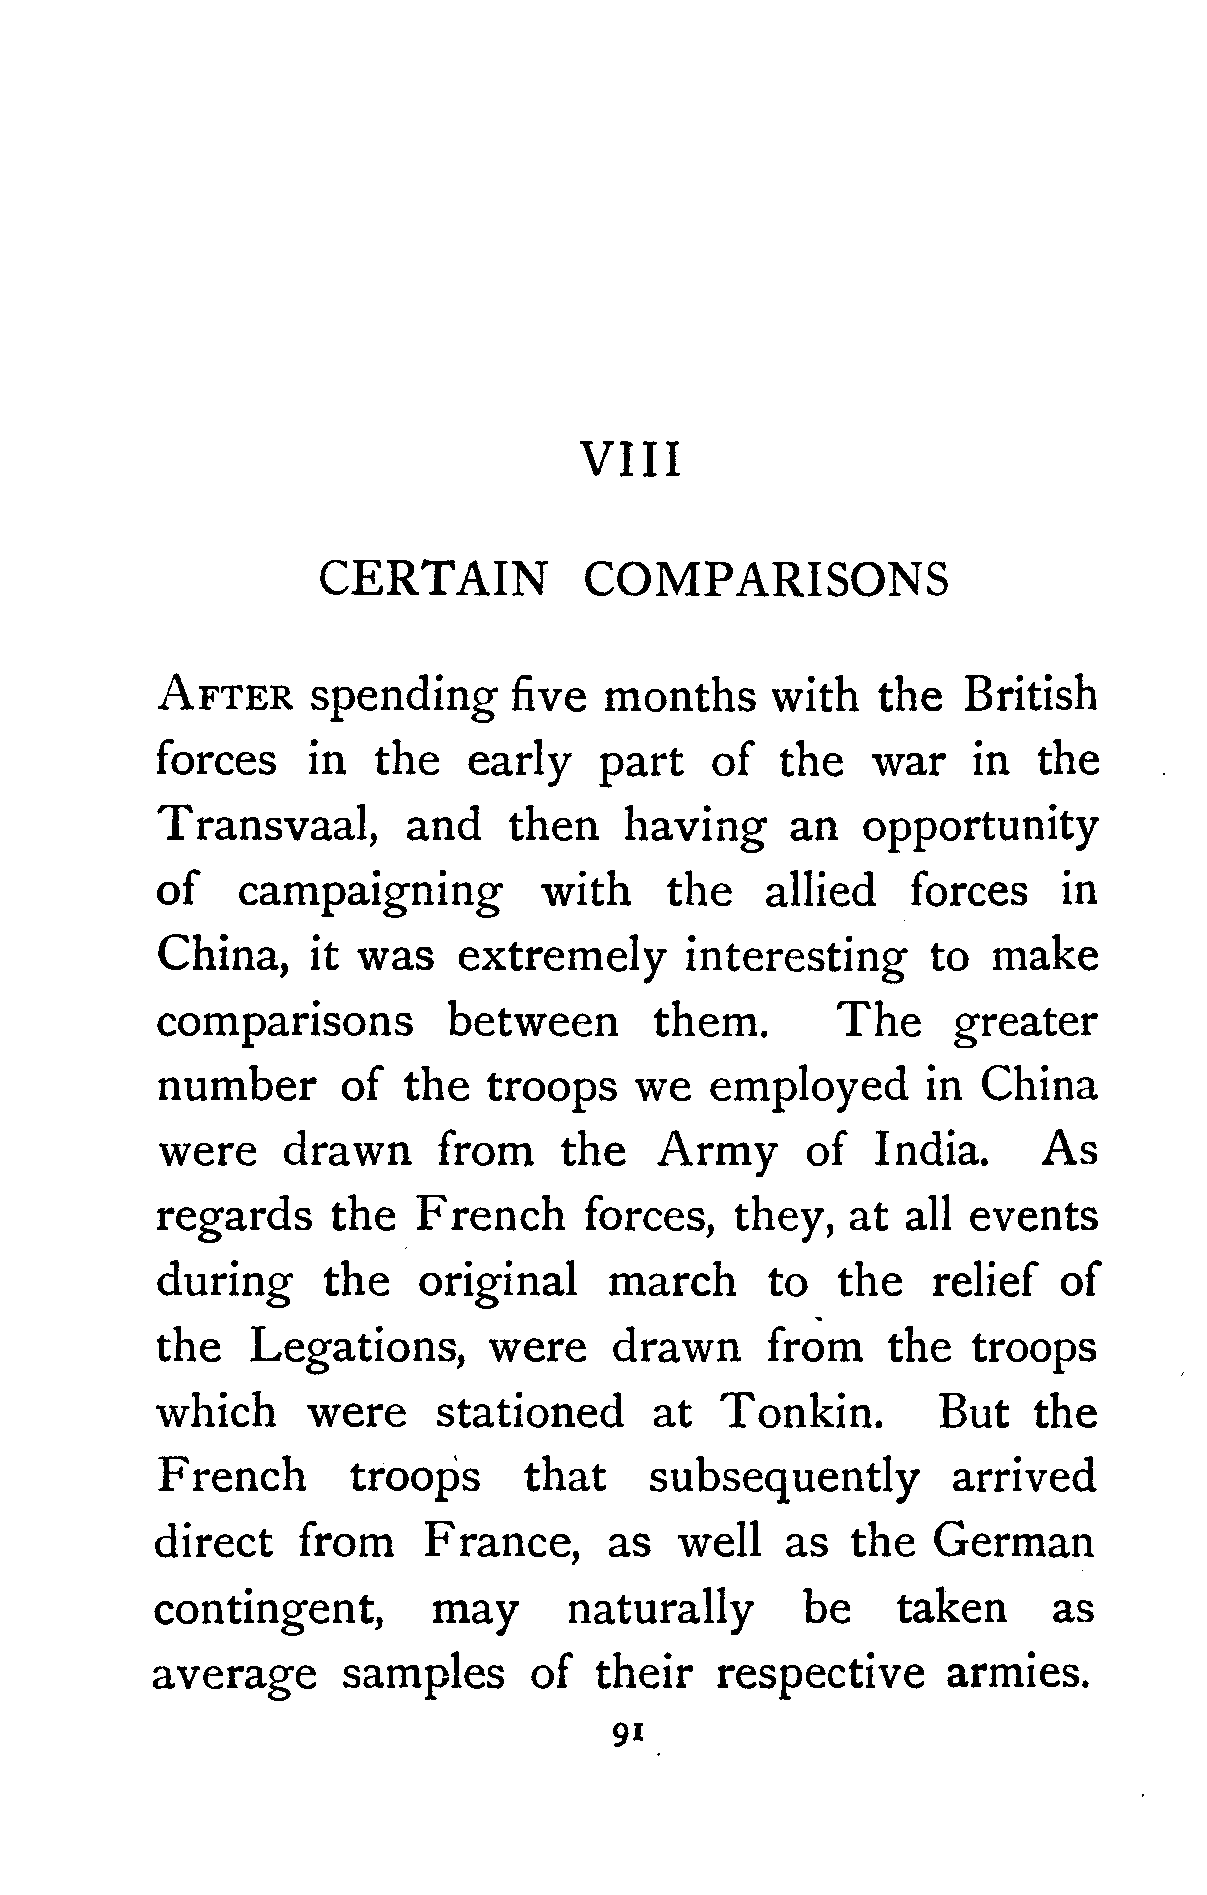 VIII
CERTAIN COMPARISONS
AFTER spending five months with the British
forces in the early part of the war in the
Transvaal, and then having an opportunity
of campaigning with the allied forces in
China, it was extremely interesting to make
comparisons between them. The greater
number of the troops we employed in China
were drawn from the Army of India. As
regards the French forces, they, at all events
during the original march to the relief of
the Legations, were drawn from the troops
which were stationed at Tonkin. But the
French troops that subsequently arrived
direct from France, as well as the German
contingent, may naturally be taken as
average samples of their respective armies.
91